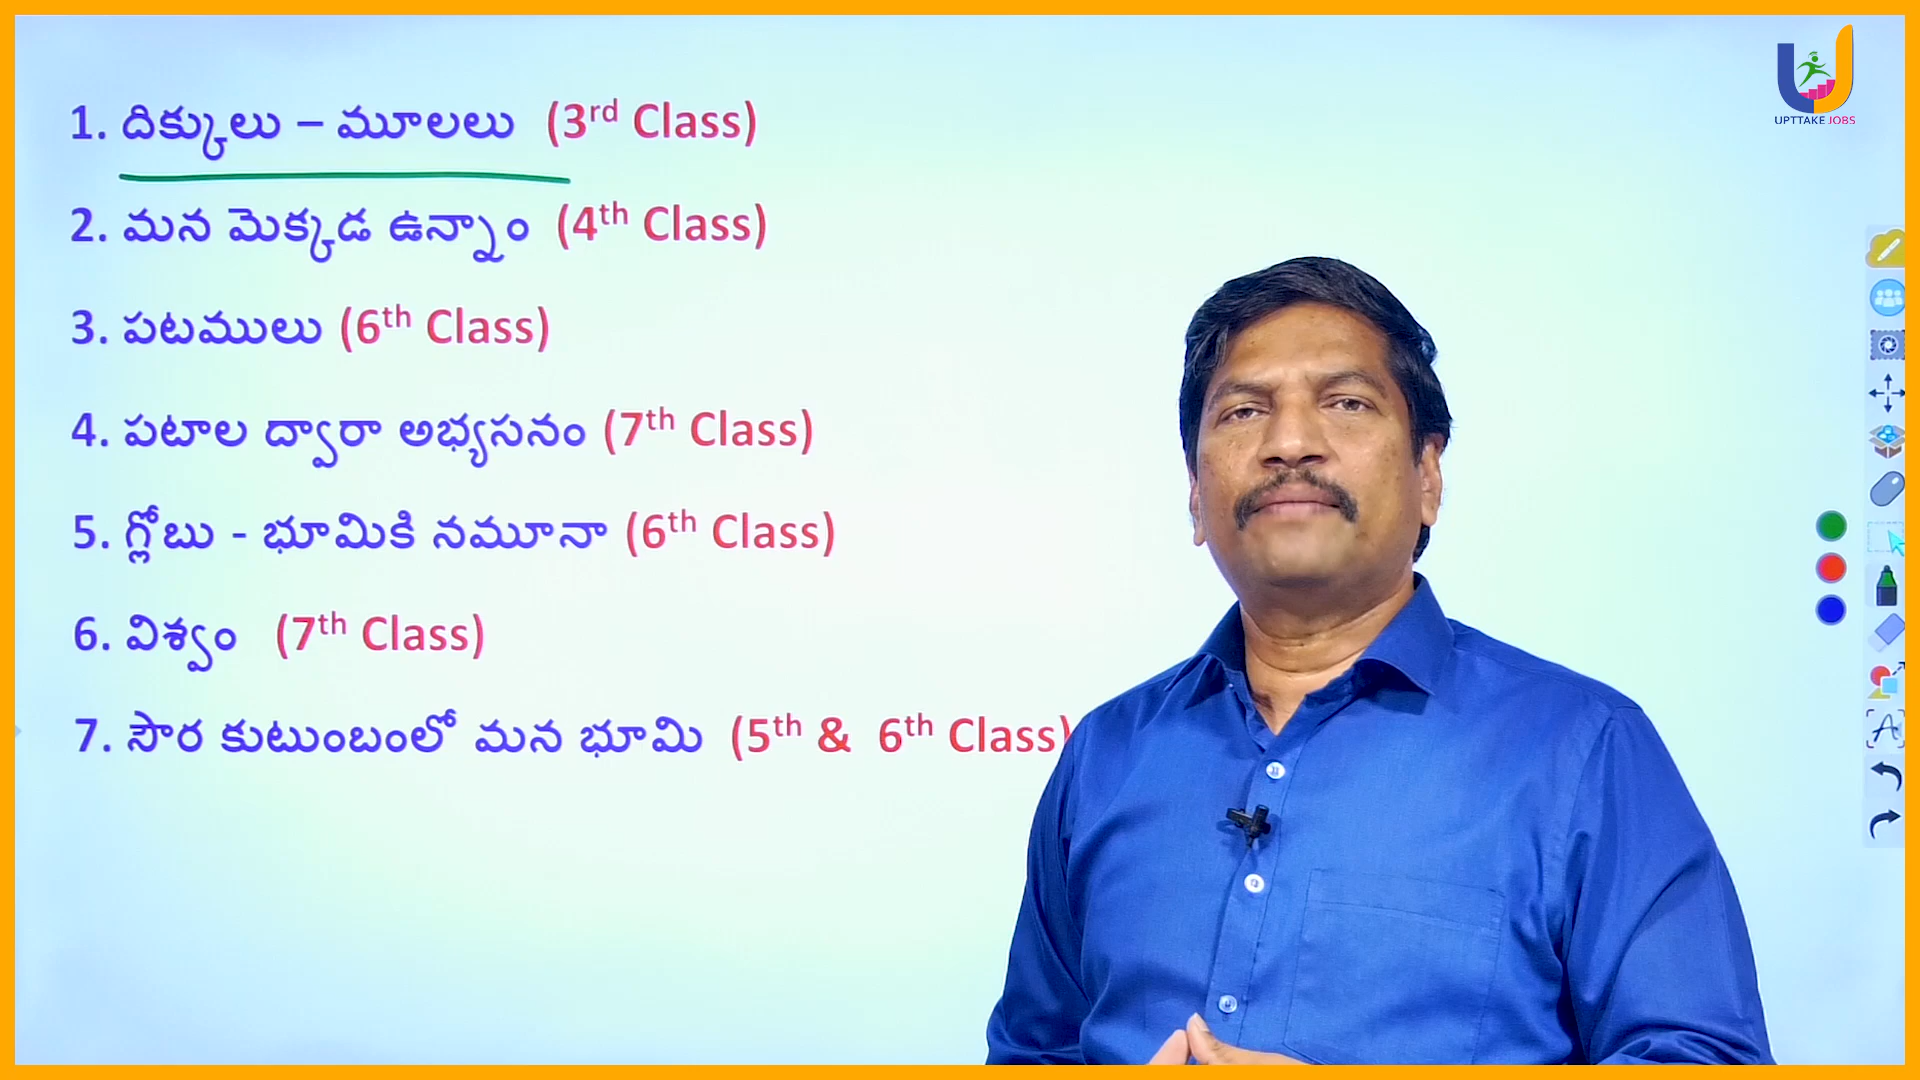 1. దిక్కులు – మూలలు (3rd Class)
2. మన మెక్కడ ఉన్నాం (4th Class)
3. పటములు (6th Class)
4. పటాల ద్వారా అభ్యసనం (7th Class)
5. గ్లోబు - భూమికి నమూనా (6th Class)
6. విశ్వం (7th Class)
7. సౌర కుటుంబంలో మన భూమి (5th & 6th Class)
UPTTAKE JOBS